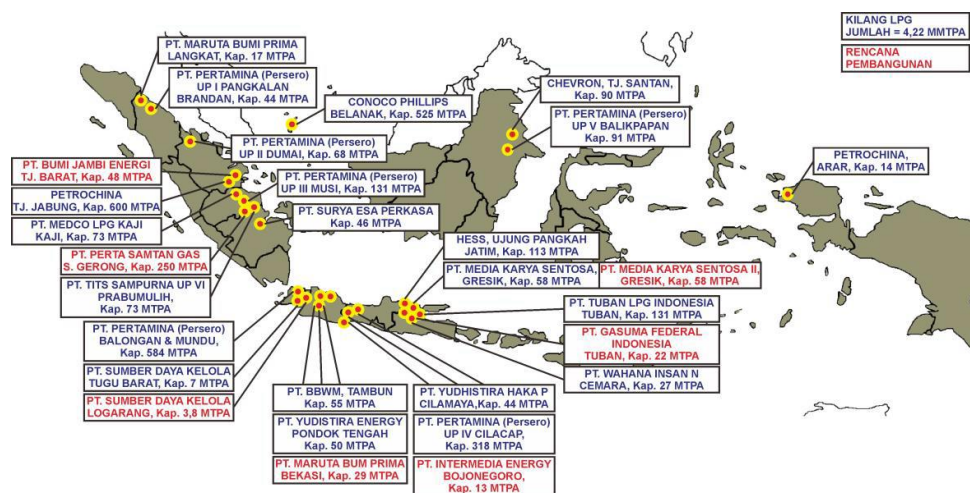 KILANG LPG
JUMLAH = 4,22 MMTPA
RENCANA
PEMBANGUNAN
PT. MARUTA BUMI PRIMA
LANGKAT, Kap. 17 MTPA
PT. PERTAMINA (Persero)
UP I PANGKALAN
BRANDAN, Kap. 44 MTPA
CONOCO PHILLIPS
BELANAK, Kap. 525 MTPA
CHEVRON, TJ. SANTAN,
Kap. 90 MTPA
PT. PERTAMINA (Persero)
UP V BALIKPAPAN
Kap. 91 MTPA
PT. PERTAMINA (Persero)
UP II DUMAI, Kap. 68 MTPA
PETROCHINA,
ARAR, Kap. 14 MTPA
PT. BUMI JAMBI ENERGI
TJ. BARAT, Kap. 48 MTPA
PT. PERTAMINA (Persero)
UP III MUSI, Kap. 131 MTPA
PETROCHINA
TJ. JABUNG, Kap. 600 MTPA
PT. SURYA ESA PERKASA
Kap. 46 MTPA
PT. MEDCO LPG KAJI
KAJI, Kap. 73 MTPA
HESS, UJUNG PANGKAH
JATIM, Kap. 113 MTPA
PT. PERTA SAMTAN GAS
S. GERONG, Kap. 250 MTPA
PT. MEDIA KARYA SENTOSA,
GRESIK, Kap. 58 MTPA
PT. MEDIA KARYA SENTOSA II,
GRESIK, Kap. 58 MTPA
PT. TITS SAMPURNA UP VI
PRABUMULIH,
Kap. 73 MTPA
PT. TUBAN LPG INDONESIA
TUBAN, Kap. 131 MTPA
PT. PERTAMINA (Persero)
BALONGAN & MUNDU,
Kap. 584 MTPA
PT. GASUMA FEDERAL
INDONESIA
TUBAN, Kap. 22 MTPA
PT. SUMBER DAYA KELOLA
TUGU BARAT, Kap. 7 MTPA
PT. WAHANA INSAN N
CEMARA, Kap. 27 MTPA
PT. SUMBER DAYA KELOLA
LOGARANG, Kap. 3,8 MTPA
PT. BBWM, TAMBUN
Kap. 55 MTPA
PT. YUDHISTIRA HAKA P
CILAMAYA,Kap. 44 MTPA
PT. YUDISTIRA ENERGY
PONDOK TENGAH
Kap. 50 MTPA
PT. PERTAMINA (Persero)
UP IV CILACAP,
Kap. 318 MTPA
PT. MARUTA BUM PRIMA
BEKASI, Kap. 29 MTPA
PT. INTERMEDIA ENERGY
BOJONEGORO,
Kap. 13 MTPA